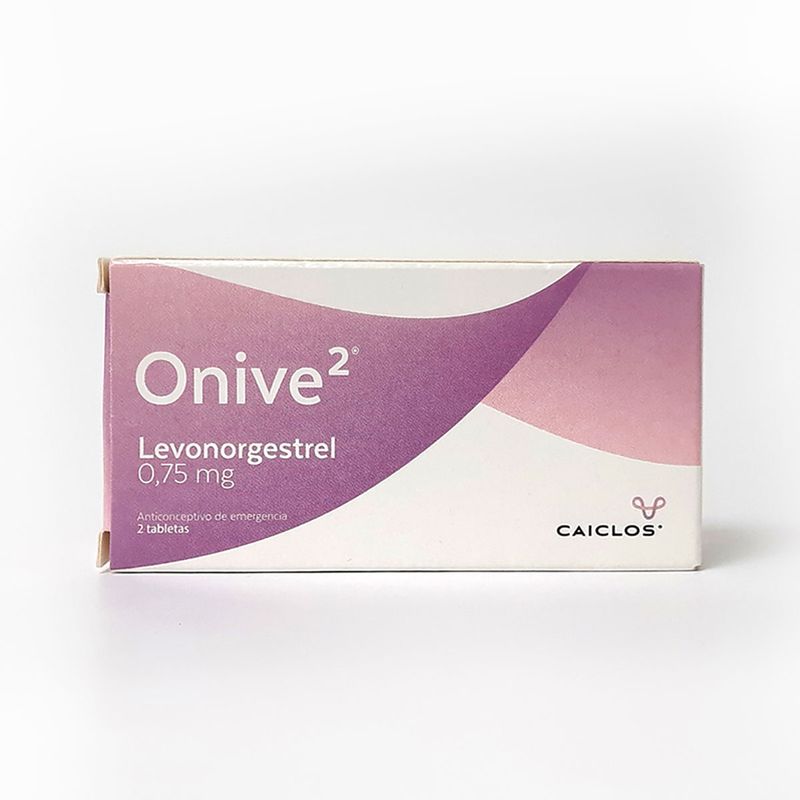 Onive²®
Levonorgestrel
0,75 mg
Anticonceptivo de emergencia
2 tabletas
CAICLOS®